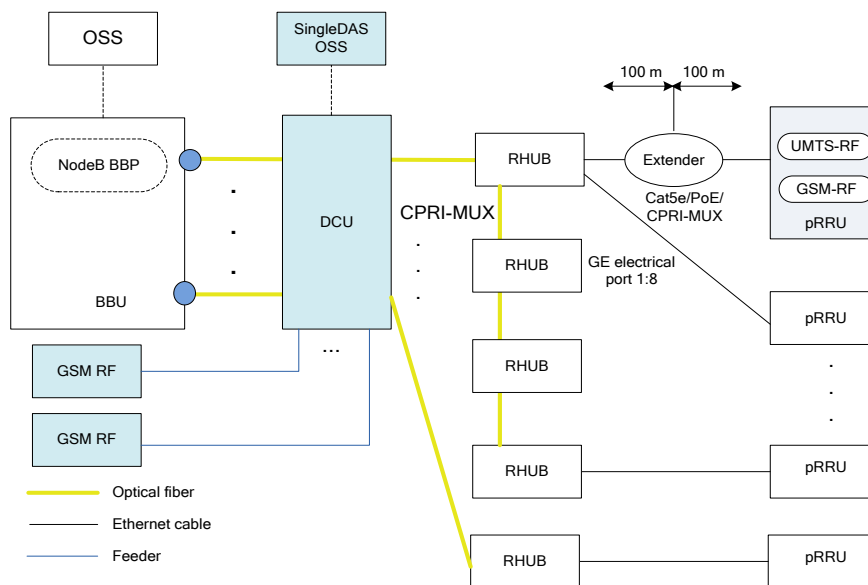 OSS
SingleDAS
OSS
100 m
100 m
NodeB BBP
BBU
DCU
CPRI-MUX
RHUB
Extender
Cat5e/PoE/
CPRI-MUX
UMTS-RF
GSM-RF
pRRU
RHUB
GE electrical
port 1:8
pRRU
GSM RF
...
RHUB
GSM RF
RHUB
pRRU
Optical fiber
Ethernet cable
Feeder
RHUB
pRRU